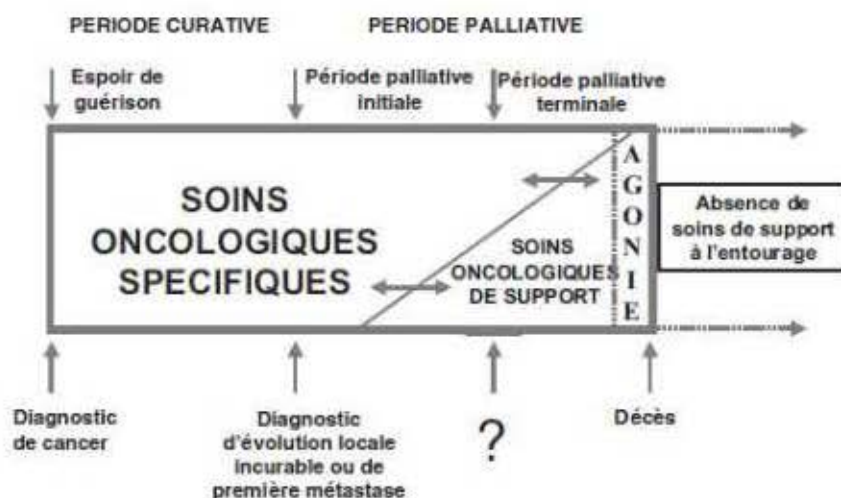 PERIODE CURATIVE
PERIODE PALLIATIVE
Espoir de
guérison
Période palliative
initiale
Période palliative
terminale
SOINS
ONCOLOGIQUES
SPECIFIQUES
SOINS
ONCOLOGIQUES
DE SUPPORT
A
G
O
N
I
E
Absence de
soins de support
à l'entourage
Diagnostic
de cancer
Diagnostic
d'évolution locale
incurable ou de
première métastase
?
Décès